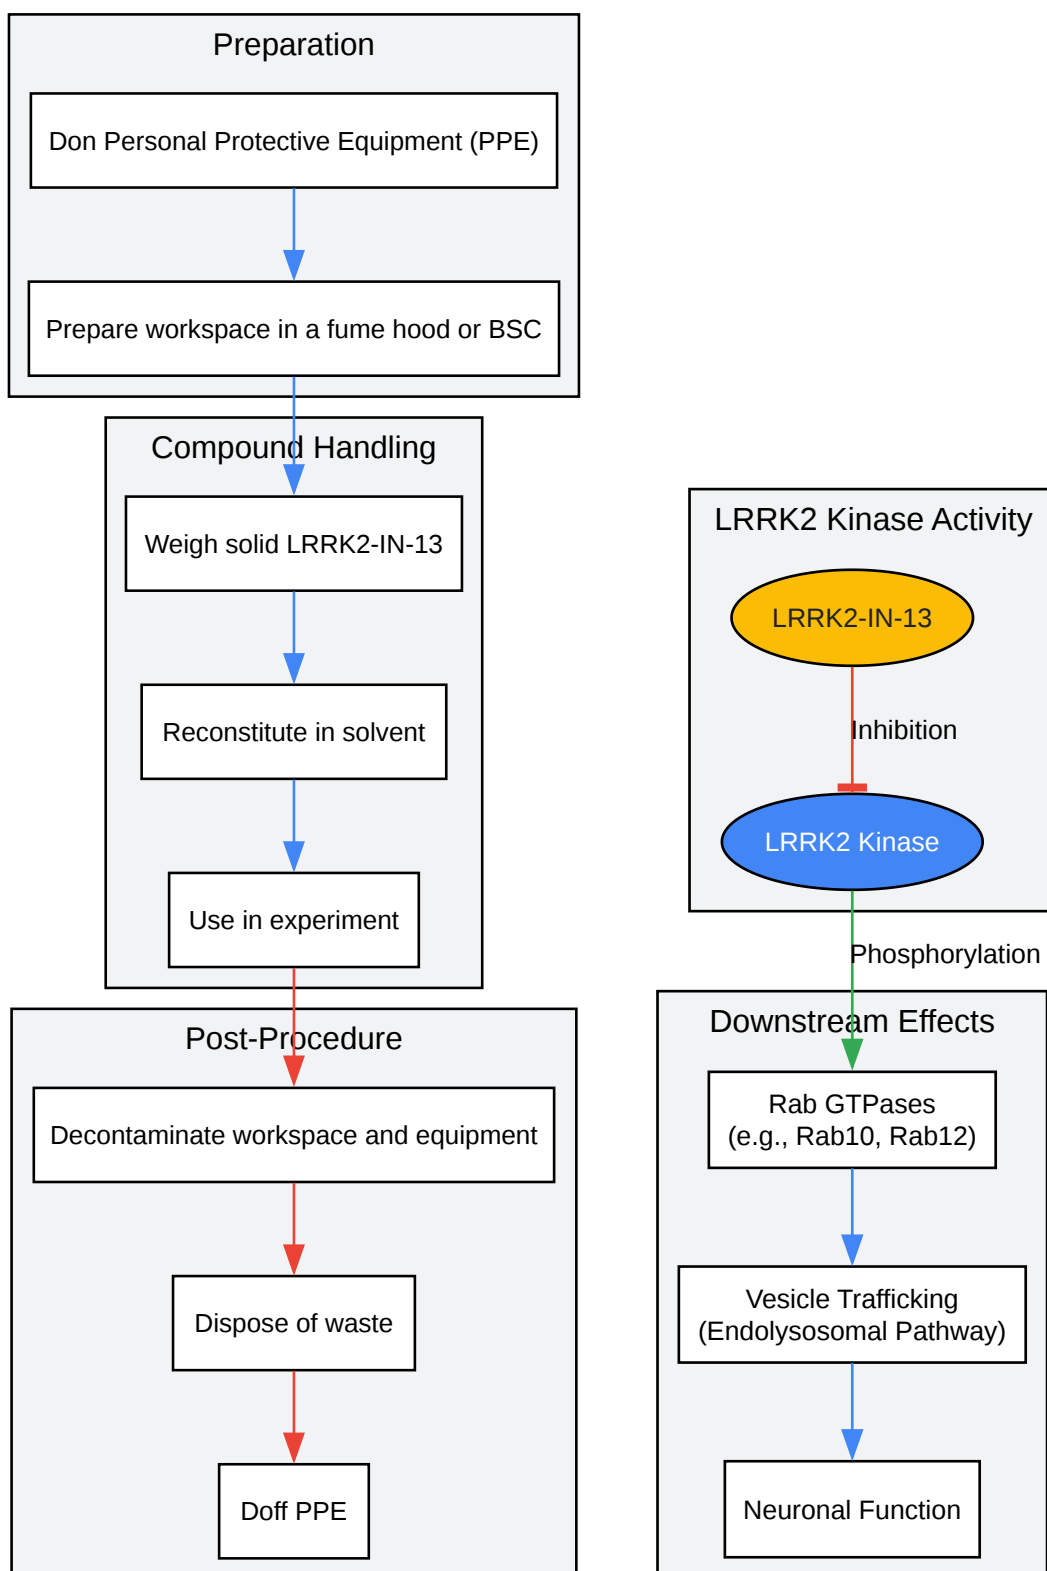 Preparation
Don Personal Protective Equipment (PPE)
Prepare workspace in a fume hood or BSC
Compound Handling
Weigh solid LRRK2-IN-13
Reconstitute in solvent
Use in experiment
Post-Procedure
Decontaminate workspace and equipment
Dispose of waste
Doff PPE
LRRK2 Kinase Activity
LRRK2-IN-13
Inhibition
LRRK2 Kinase
Phosphorylation
Downstream Effects
Rab GTPases
(e.g., Rab10, Rab12)
Vesicle Trafficking
(Endolysosomal Pathway)
Neuronal Function